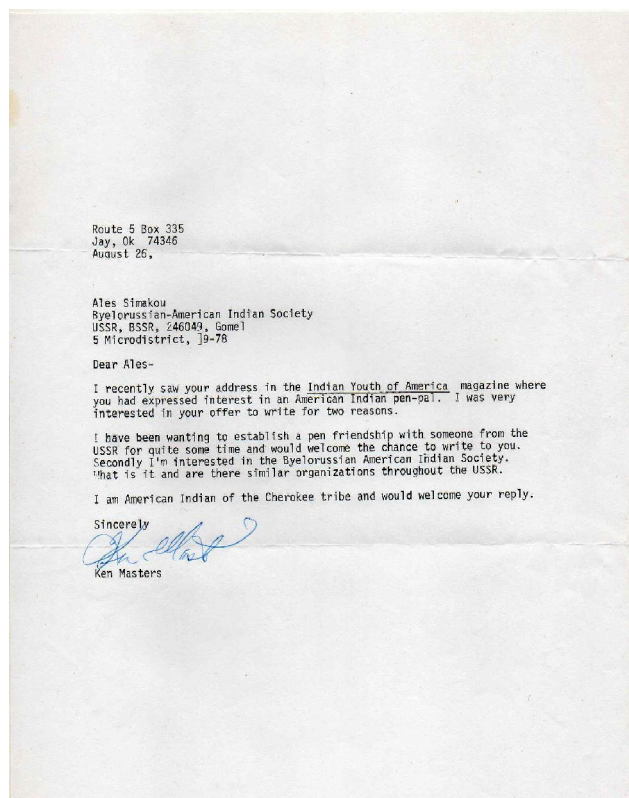 Route 5 Box 335
Jay, Ok 74346
August 26,
Ales Simakou
Byelorussian-American Indian Society
USSR, BSSR, 246049, Gomel
5 Microdistrict, ]9-78
Dear Ales-
I recently saw your address in the Indian Youth of America magazine where
you had expressed interest in an American Indian pen-pal. I was very
interested in your offer to write for two reasons.
I have been wanting to establish a pen friendship with someone from the
USSR for quite some time and would welcome the chance to write to you.
Secondly I'm interested in the Byelorussian American Indian Society.
What is it and are there similar organizations throughout the USSR.
I am American Indian of the Cherokee tribe and would welcome your reply.
Sincerely
Ken Masters
Ken Masters